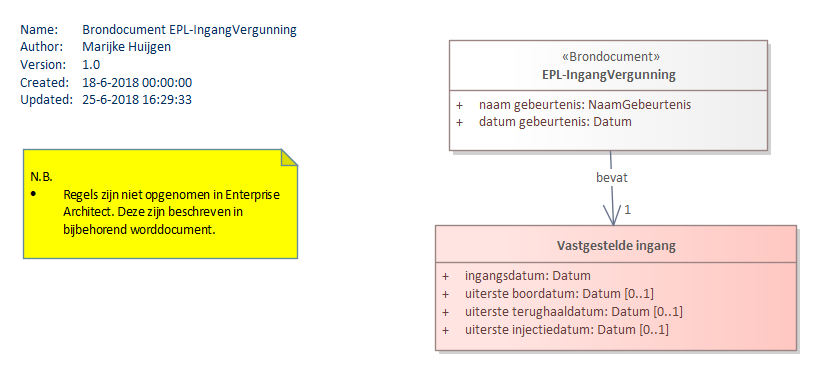 Name: Brondocument EPL-IngangVergunning
Author: Marijke Huijgen
Version: 1.0
Created: 18-6-2018 00:00:00
Updated: 25-6-2018 16:29:33
N.B.
• Regels zijn niet opgenomen in Enterprise
Architect. Deze zijn beschreven in
bijbehorend worddocument.
«Brondocument»
EPL-IngangVergunning
+ naam gebeurtenis: NaamGebeurtenis
+ datum gebeurtenis: Datum
bevat
1
Vastgestelde ingang
+ ingangsdatum: Datum
+ uiterste boordatum: Datum [0..1]
+ uiterste terughaaldatum: Datum [0..1]
+ uiterste injectiedatum: Datum [0..1]